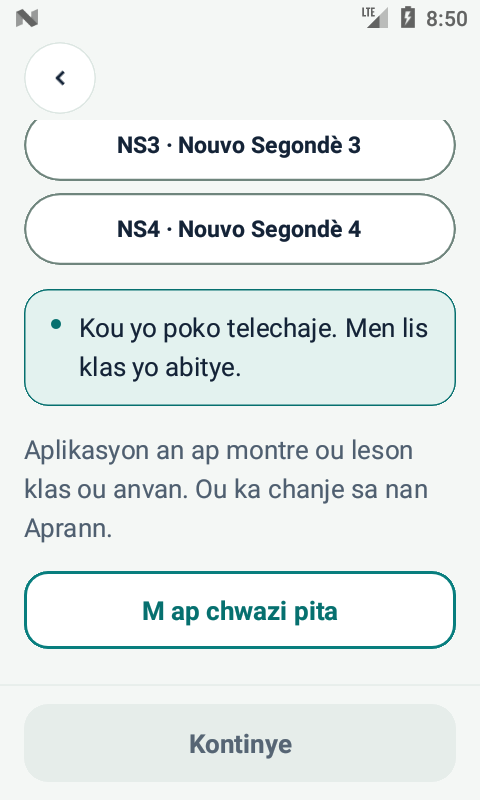 LTE 8:50
NS3 · Nouvo Segondè 3
NS4 · Nouvo Segondè 4
Kou yo poko telechaje. Men lis
klas yo abitye.
Aplikasyon an ap montre ou leson
klas ou anvan. Ou ka chanje sa nan
Aprann.
M ap chwazi pita
Kontinye